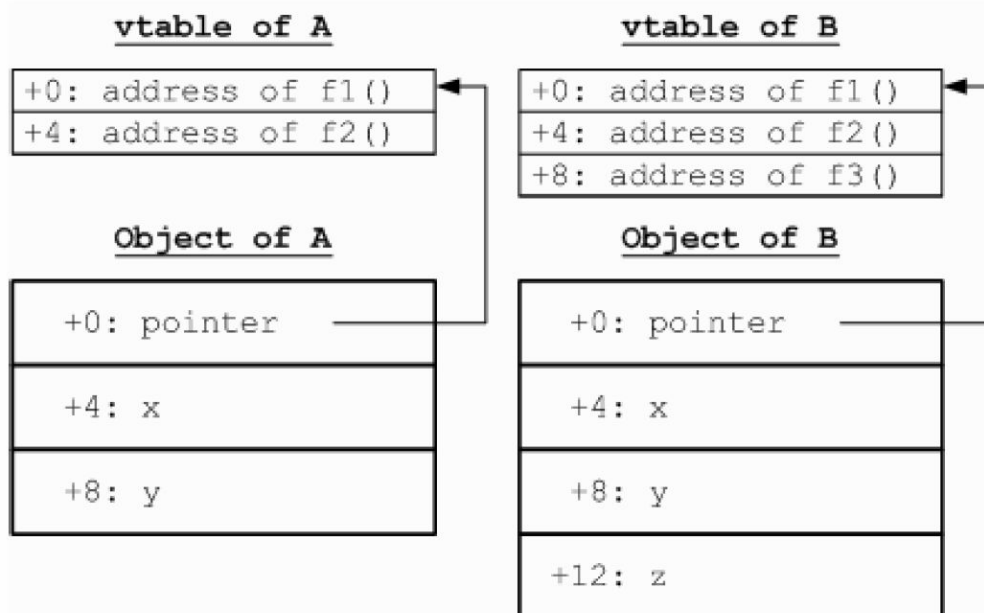 vtable of A
+0: address of f1()
+4: address of f2()
Object of A
+0: pointer
+4: x
+8: y
vtable of B
+0: address of f1()
+4: address of f2()
+8: address of f3()
Object of B
+0: pointer
+4: x
+8: y
+12: z